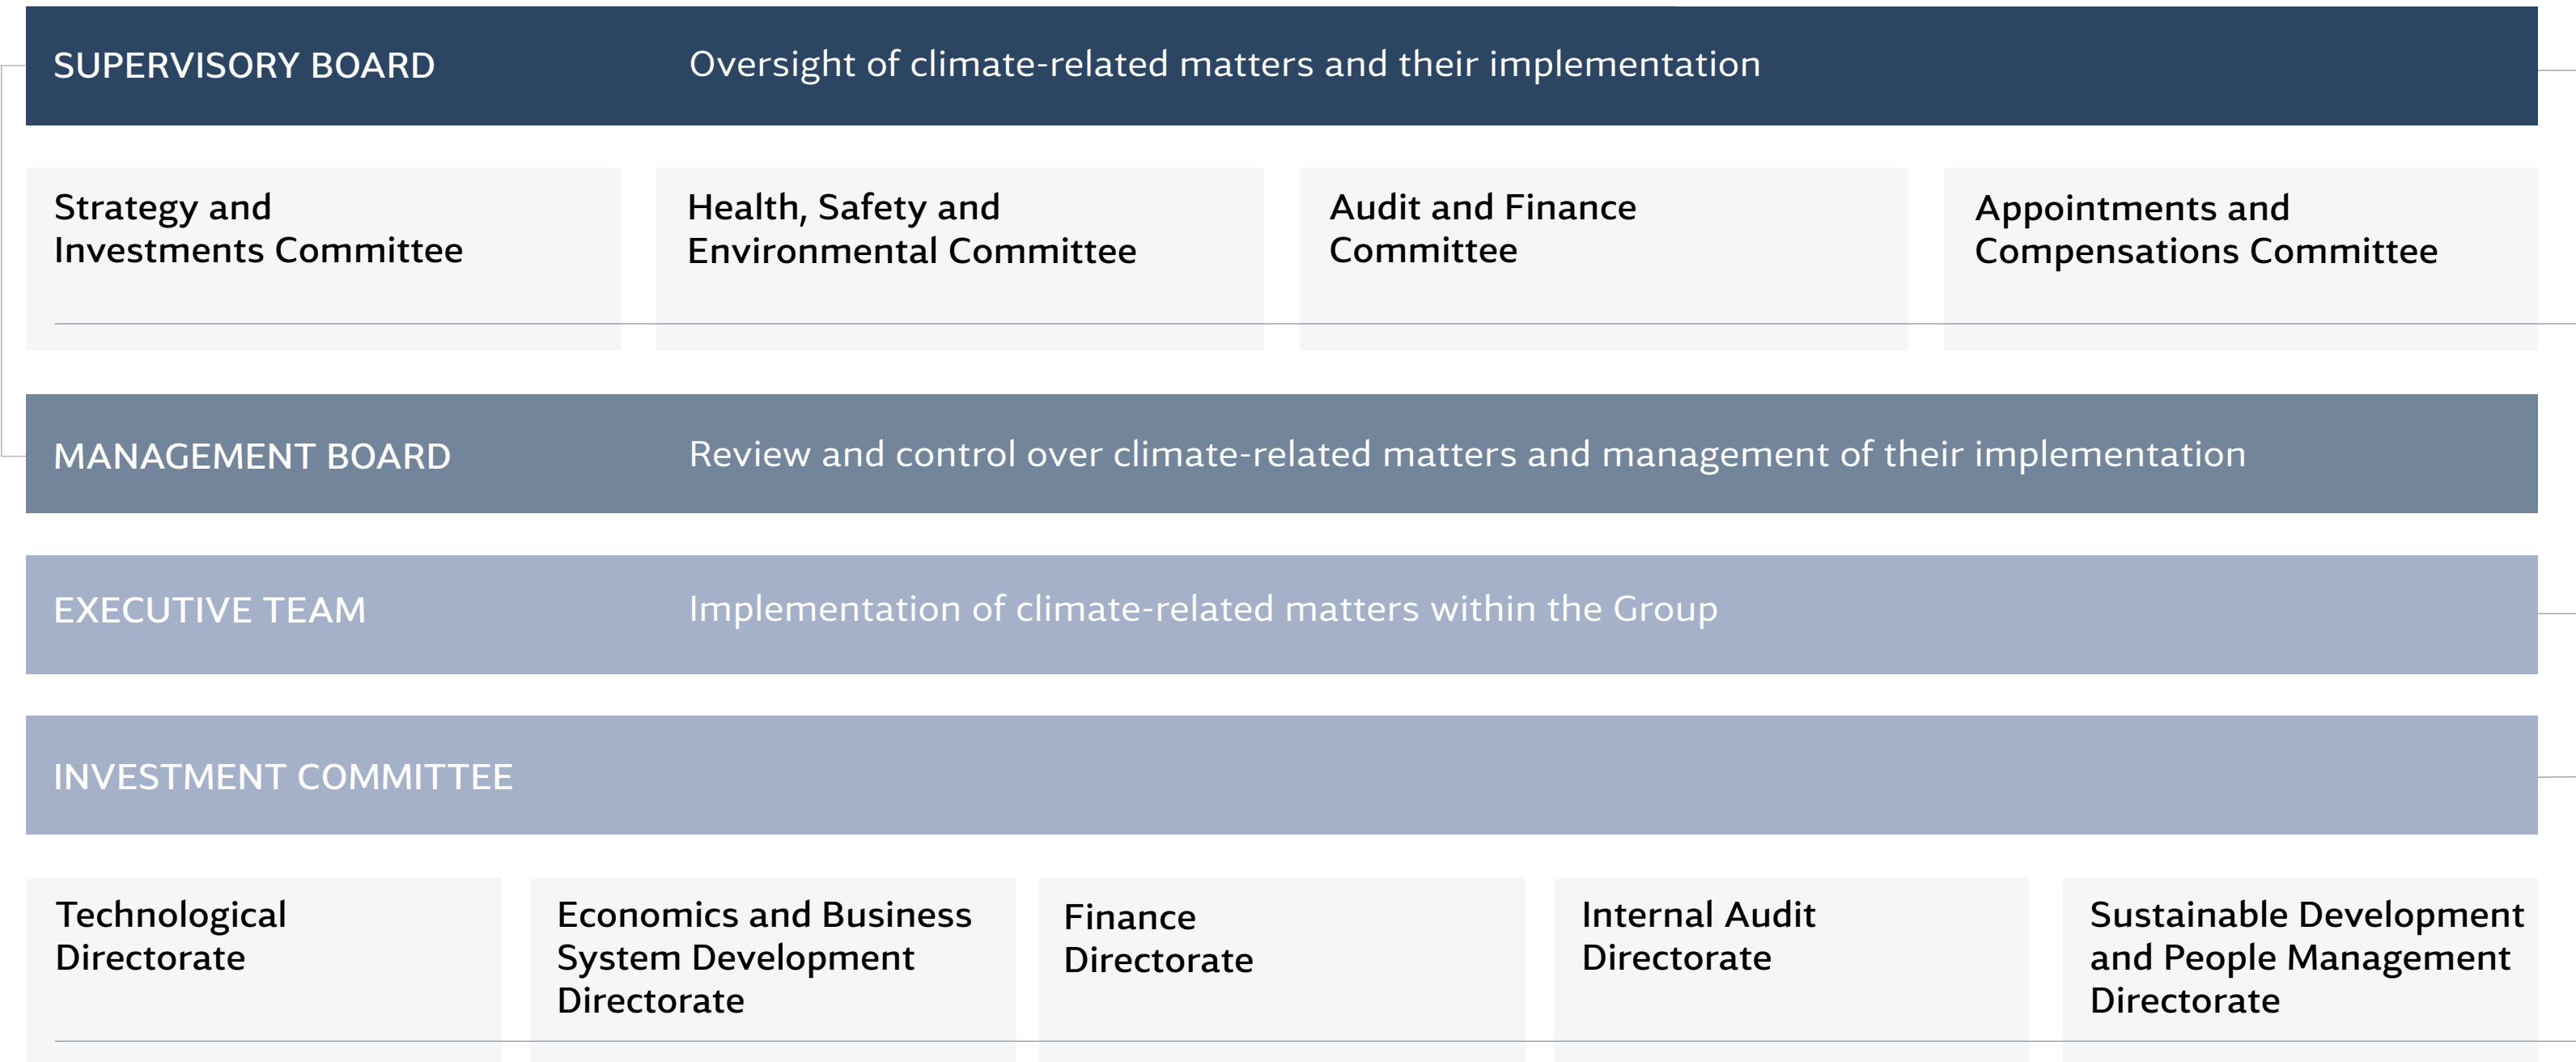 SUPERVISORY BOARD Oversight of climate-related matters and their implementation
Strategy and
Investments Committee
Health, Safety and
Environmental Committee
Audit and Finance
Committee
Appointments and
Compensations Committee
MANAGEMENT BOARD Review and control over climate-related matters and management of their implementation
EXECUTIVE TEAM Implementation of climate-related matters within the Group
INVESTMENT COMMITTEE
Technological
Directorate
Economics and Business
System Development
Directorate
Finance
Directorate
Internal Audit
Directorate
Sustainable Development
and People Management
Directorate